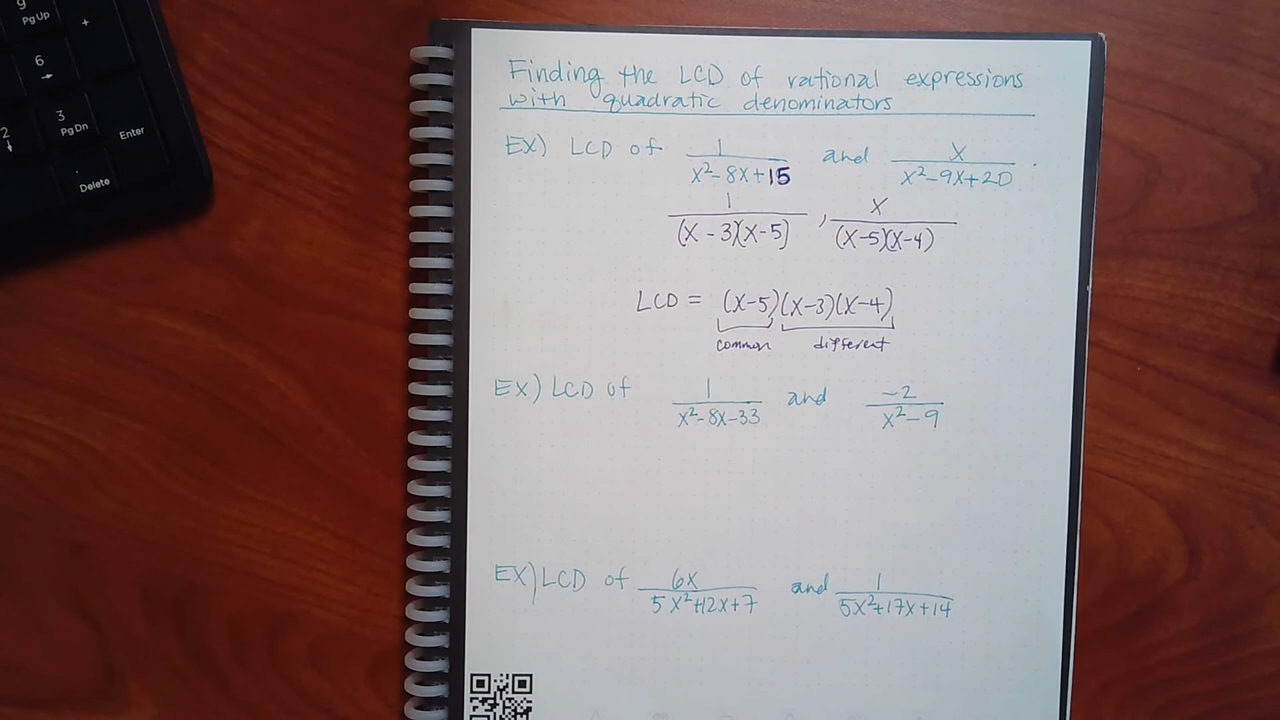 9
PgUp
+
6
→
3
PgDn
2
↓
Enter
.
Delete
Finding the LCD of rational expressions
with quadratic denominators
EX) LCD of 1/(x²-8x+15) and x/(x²-9x+20)
1/((x-3)(x-5)), x/((x-5)(x-4))
LCD = (x-5)(x-3)(x-4)
common different
EX) LCD of 1/(x²-8x-33) and -2/(x²-9)
EX) LCD of 6x/(5x²+12x+7) and 1/(5x²+17x+14)